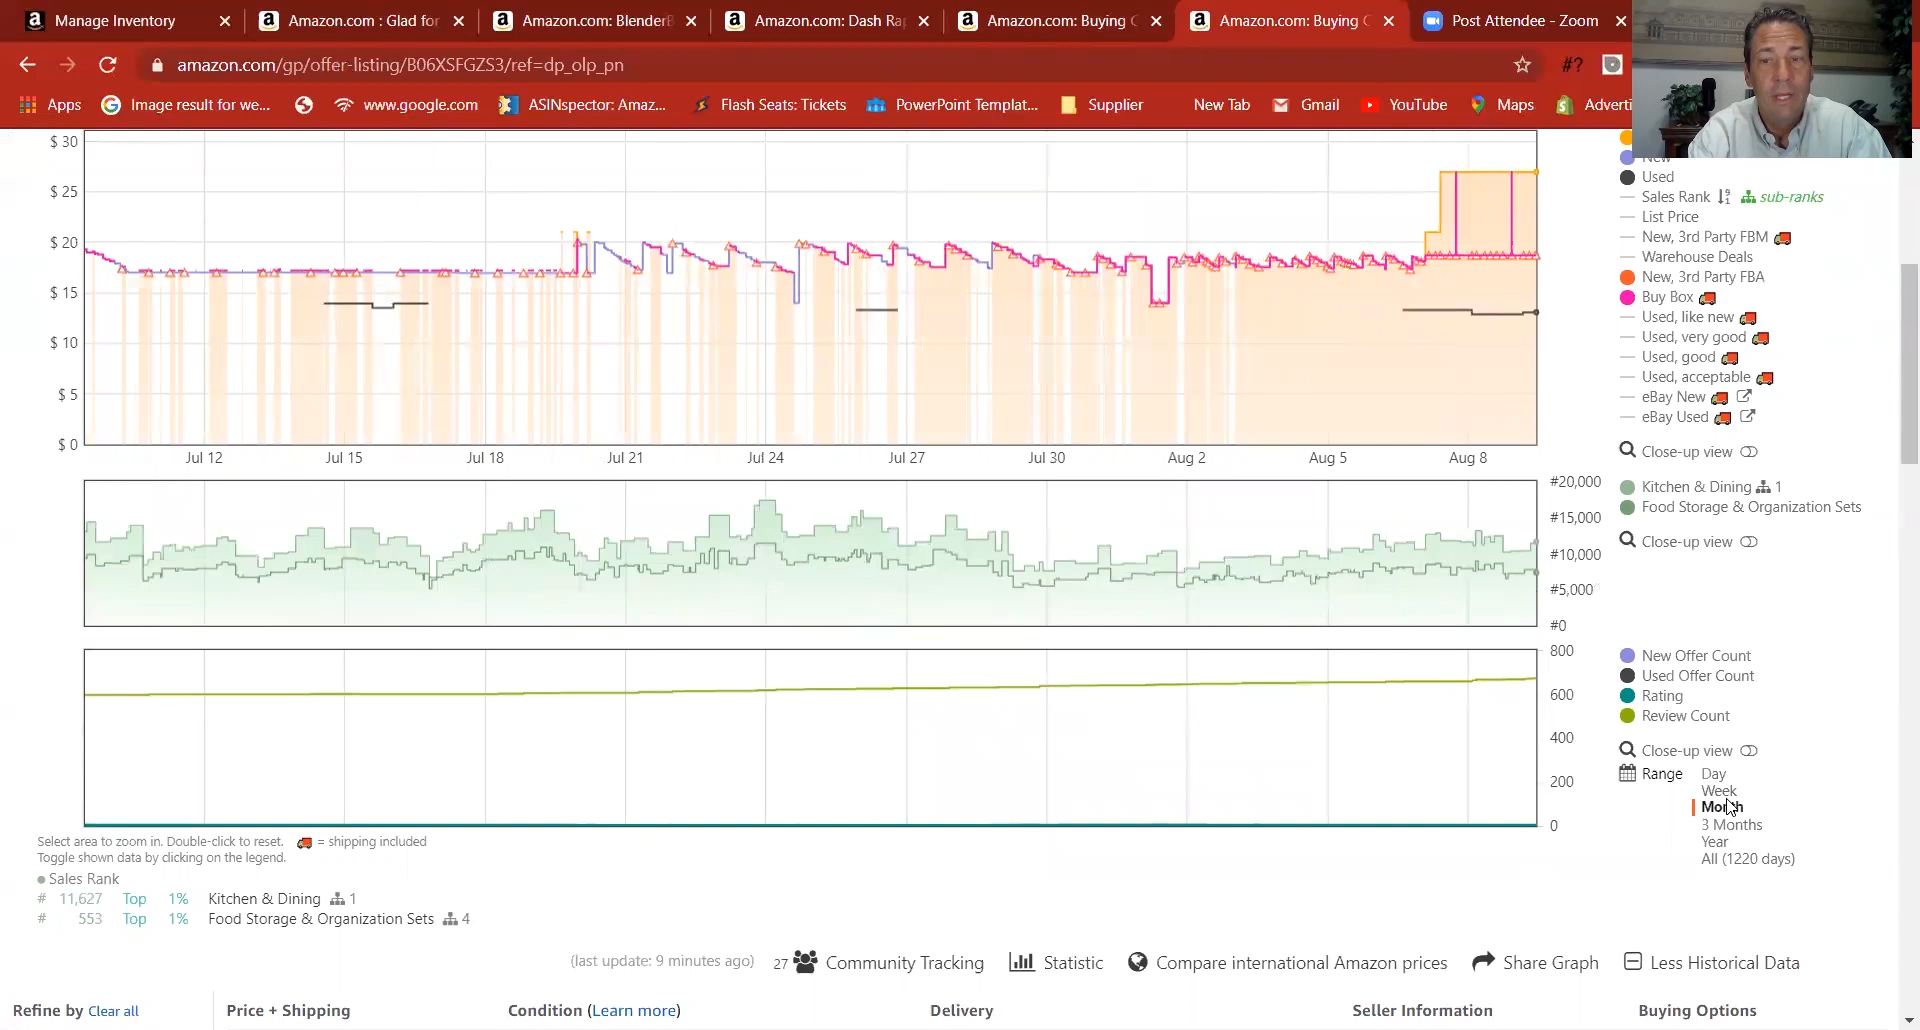 Manage Inventory
Amazon.com : Glad for
Amazon.com: Blender
Amazon.com: Dash Ra
Amazon.com: Buying
Amazon.com: Buying
Post Attendee - Zoom
amazon.com/gp/offer-listing/B06XSFGZS3/ref=dp_olp_pn
#?
Apps
Image result for we...
www.google.com
ASINspector: Amaz...
Flash Seats: Tickets
PowerPoint Templat...
Supplier
New Tab
Gmail
YouTube
Maps
Adverti
$ 30
$ 25
$ 20
$ 15
$ 10
$ 5
$ 0
Jul 12 Jul 15 Jul 18 Jul 21 Jul 24 Jul 27 Jul 30 Aug 2 Aug 5 Aug 8
New
Used
Sales Rank sub-ranks
List Price
New, 3rd Party FBM
Warehouse Deals
New, 3rd Party FBA
Buy Box
Used, like new
Used, very good
Used, good
Used, acceptable
eBay New
eBay Used
Close-up view
#20,000
#15,000
#10,000
#5,000
#0
Kitchen & Dining 1
Food Storage & Organization Sets
Close-up view
800
600
400
200
0
New Offer Count
Used Offer Count
Rating
Review Count
Close-up view
Range Day
Week
Month
3 Months
Year
All (1220 days)
Select area to zoom in. Double-click to reset. = shipping included
Toggle shown data by clicking on the legend.
Sales Rank
# 11,627 Top 1% Kitchen & Dining 1
# 553 Top 1% Food Storage & Organization Sets 4
(last update: 9 minutes ago) 27 Community Tracking Statistic Compare international Amazon prices Share Graph Less Historical Data
Refine by Clear all Price + Shipping Condition (Learn more) Delivery Seller Information Buying Options